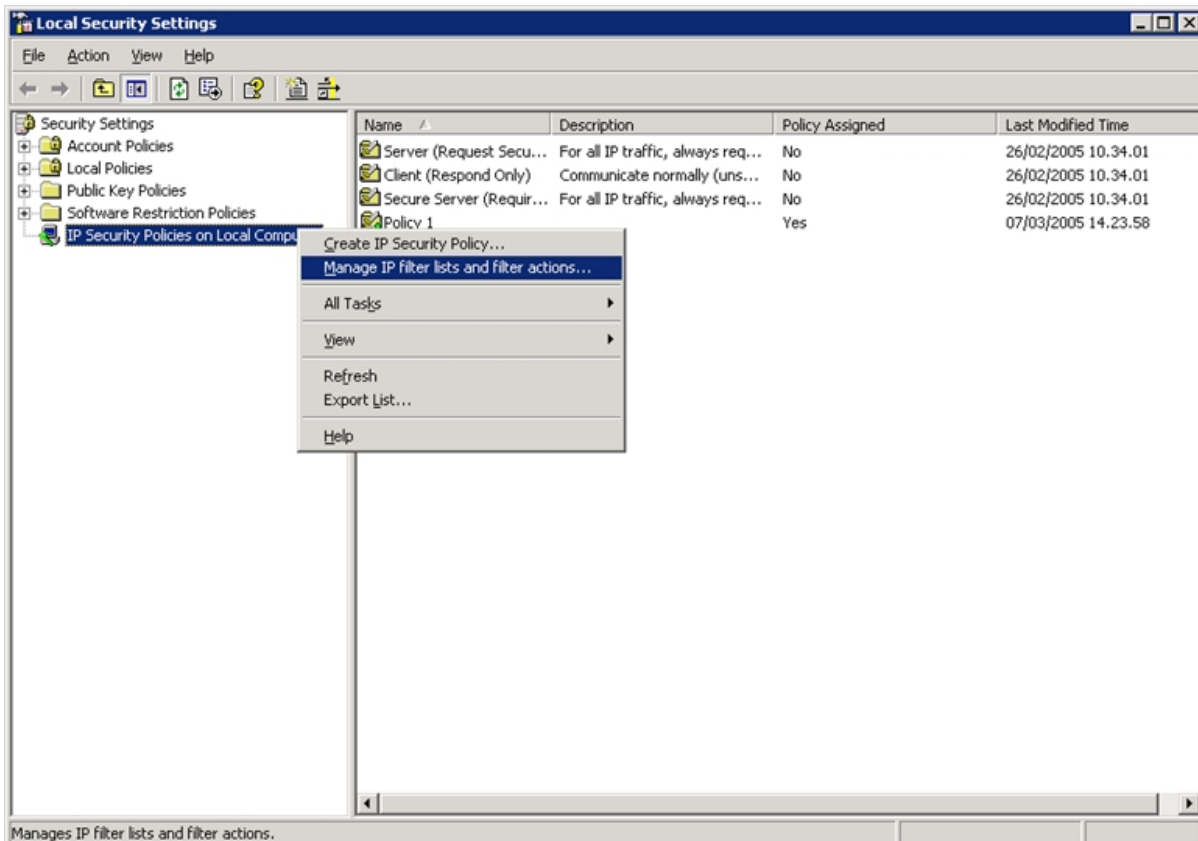 Local Security Settings
File Action View Help
Security Settings
Account Policies
Local Policies
Public Key Policies
Software Restriction Policies
IP Security Policies on Local Compu
Name Description Policy Assigned Last Modified Time
Server (Request Secu... For all IP traffic, always req... No 26/02/2005 10.34.01
Client (Respond Only) Communicate normally (uns... No 26/02/2005 10.34.01
Secure Server (Requir... For all IP traffic, always req... No 26/02/2005 10.34.01
Policy 1 Yes 07/03/2005 14.23.58
Create IP Security Policy...
Manage IP filter lists and filter actions...
All Tasks
View
Refresh
Export List...
Help
Manages IP filter lists and filter actions.